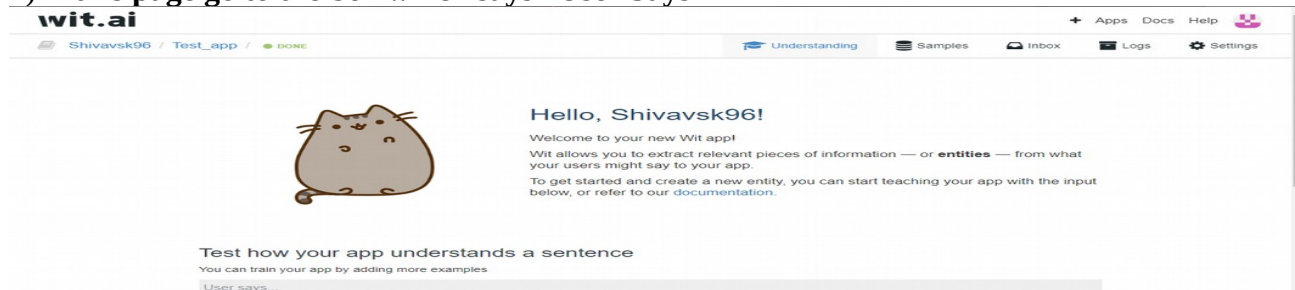 wit.ai
+ Apps Docs Help
Shivavsk96 / Test_app / DONE
Understanding Samples Inbox Logs Settings
Hello, Shivavsk96!
Welcome to your new Wit app!
Wit allows you to extract relevant pieces of information — or entities — from what
your users might say to your app.
To get started and create a new entity, you can start teaching your app with the input
below, or refer to our documentation.
Test how your app understands a sentence
You can train your app by adding more examples
User says...